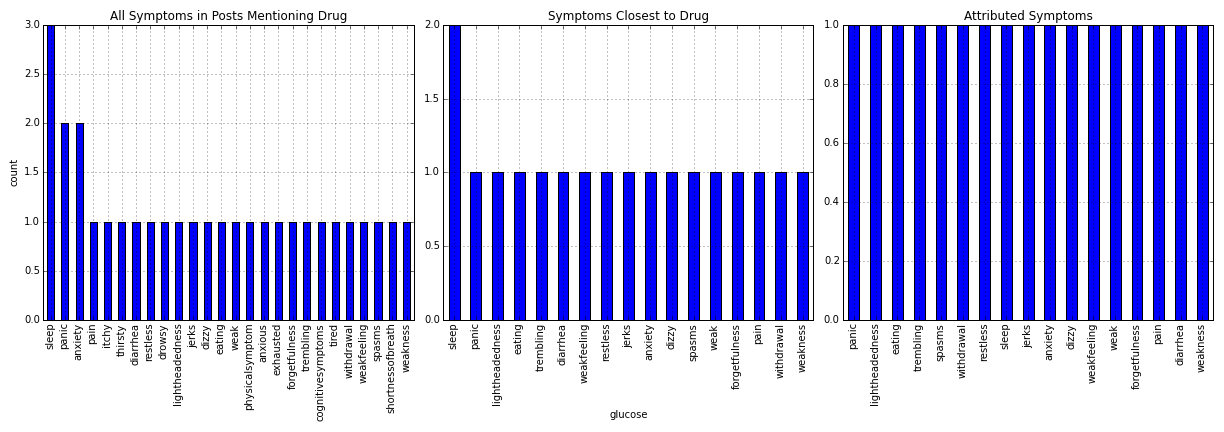 All Symptoms in Posts Mentioning Drug
count
3.0
2.5
2.0
1.5
1.0
0.5
0.0
sleep
panic
anxiety
pain
itchy
thirsty
diarrhea
restless
drowsy
lightheadedness
jerks
dizzy
eating
weak
physicalsymptom
anxious
exhausted
forgetfulness
trembling
cognitivesymptoms
tired
withdrawal
weakfeeling
spasms
shortnessofbreath
weakness
Symptoms Closest to Drug
2.0
1.5
1.0
0.5
0.0
sleep
panic
lightheadedness
eating
trembling
diarrhea
weakfeeling
restless
jerks
anxiety
dizzy
spasms
weak
forgetfulness
pain
withdrawal
weakness
glucose
Attributed Symptoms
1.0
0.8
0.6
0.4
0.2
0.0
panic
lightheadedness
eating
trembling
spasms
withdrawal
restless
sleep
jerks
anxiety
dizzy
weakfeeling
weak
forgetfulness
pain
diarrhea
weakness